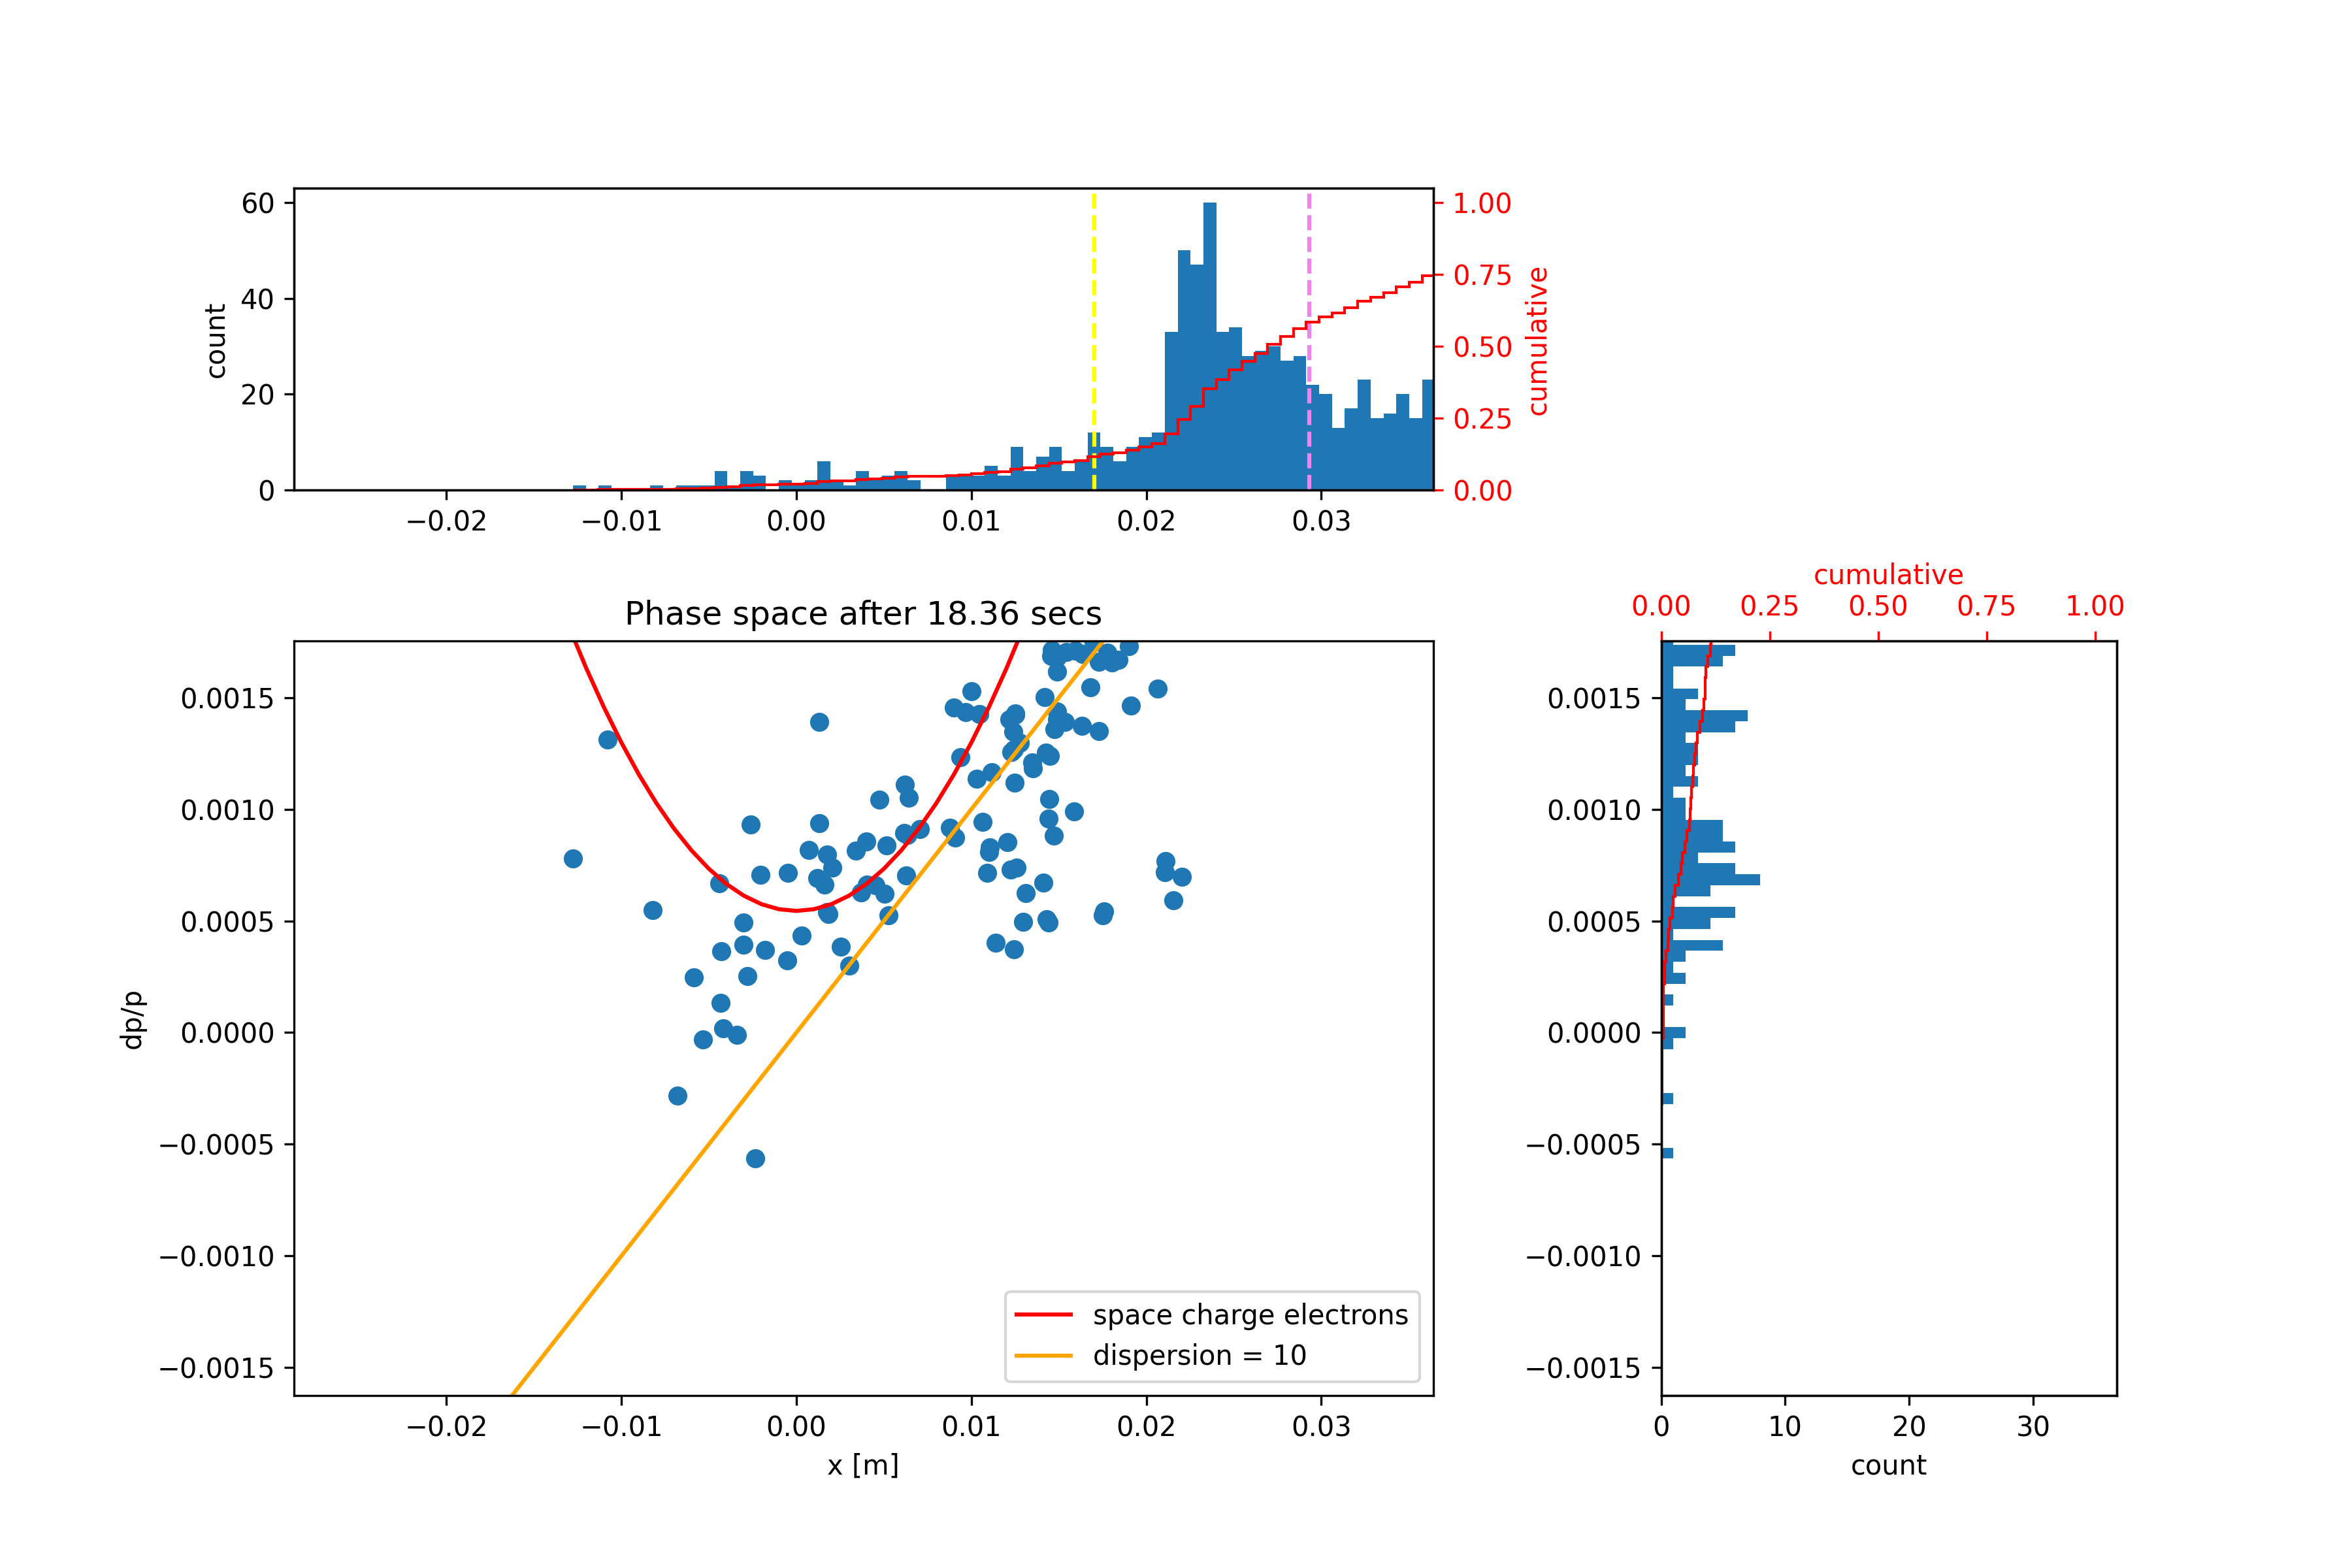 60
40
20
0
count
1.00
0.75
0.50
0.25
0.00
cumulative
−0.02 −0.01 0.00 0.01 0.02 0.03
Phase space after 18.36 secs
0.0015
0.0010
0.0005
0.0000
−0.0005
−0.0010
−0.0015
dp/p
space charge electrons
dispersion = 10
−0.02 −0.01 0.00 0.01 0.02 0.03
x [m]
cumulative
0.00 0.25 0.50 0.75 1.00
0.0015
0.0010
0.0005
0.0000
−0.0005
−0.0010
−0.0015
0 10 20 30
count